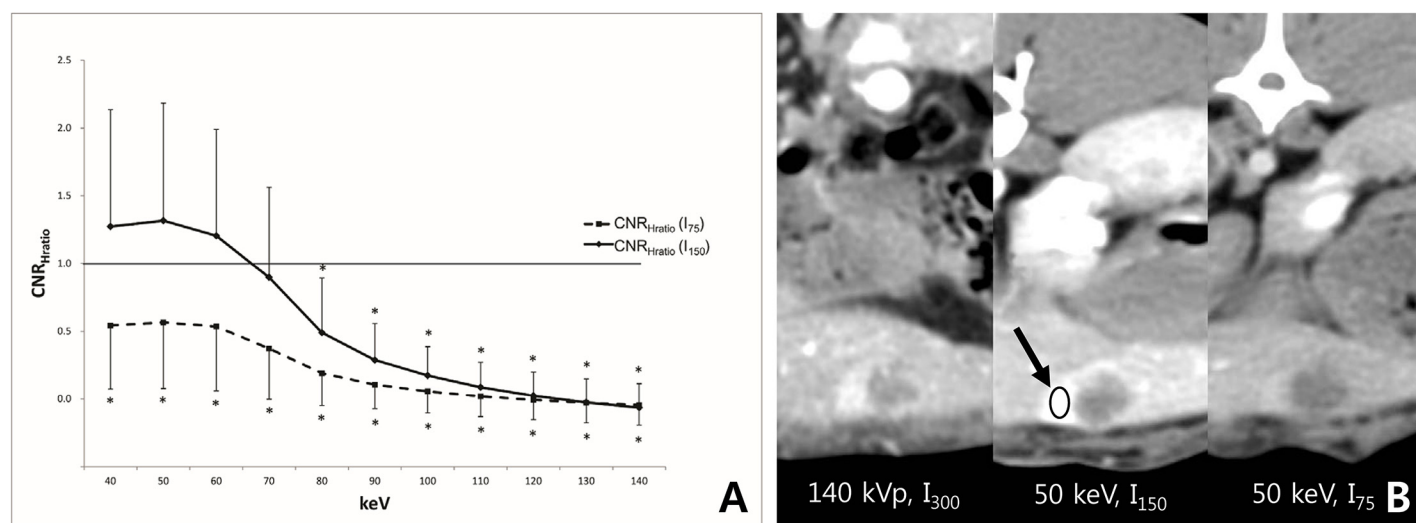 2.5
2.0
1.5
1.0
0.5
0.0
CNRHratio
CNRHratio (I75)
CNRHratio (I150)
*
* * * * * *
* * * * * * * * * * *
40 50 60 70 80 90 100 110 120 130 140
keV
A
140 kVp, I300
50 keV, I150
50 keV, I75
B